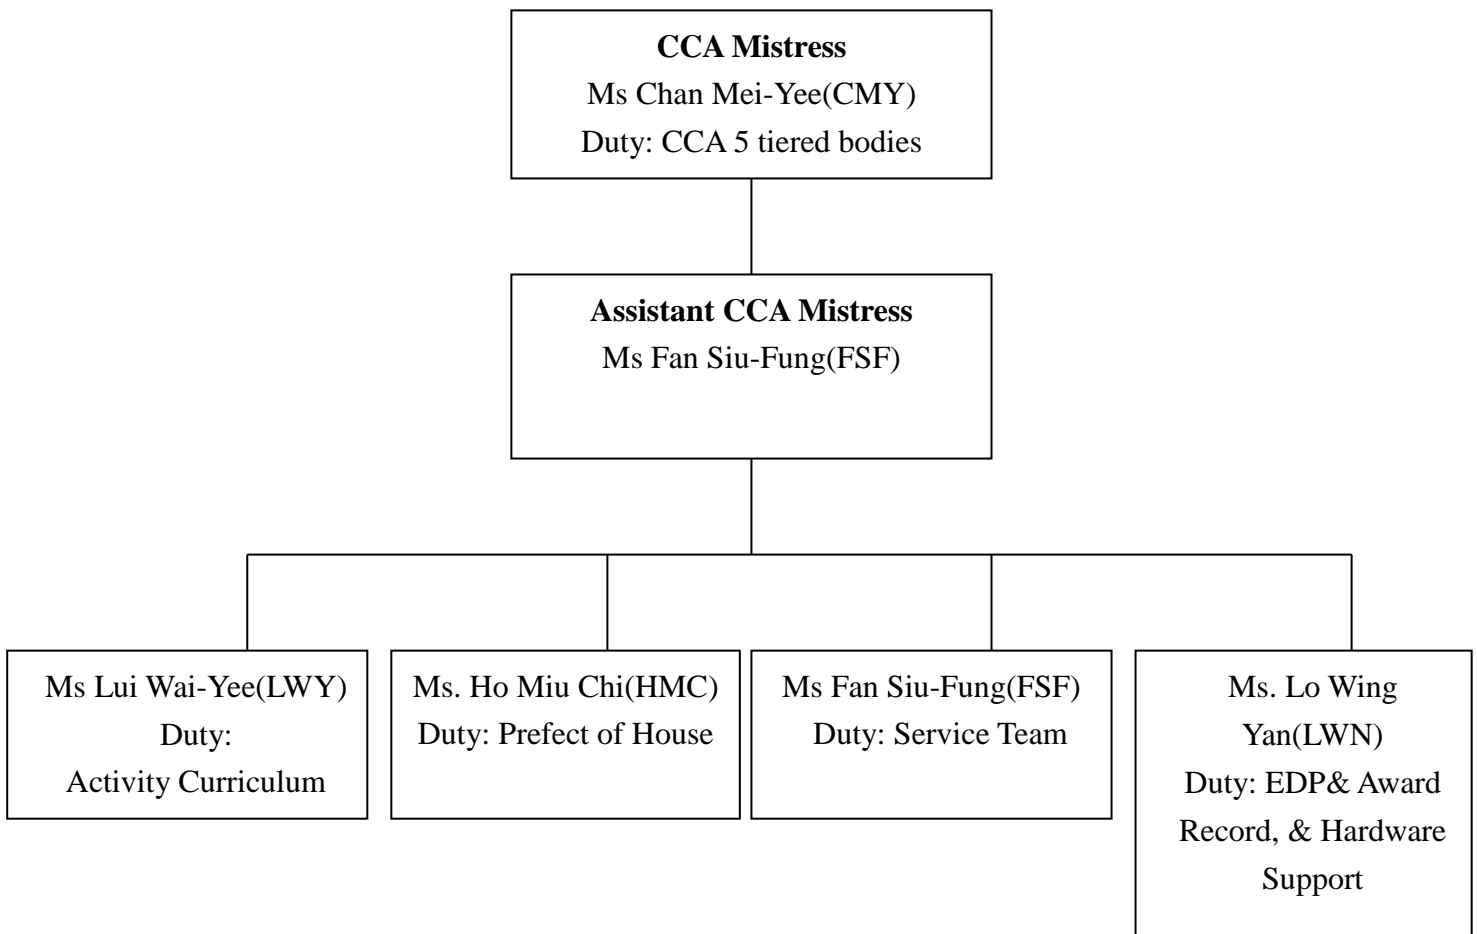 CCA Mistress
Ms Chan Mei-Yee(CMY)
Duty: CCA 5 tiered bodies
Assistant CCA Mistress
Ms Fan Siu-Fung(FSF)
Ms Lui Wai-Yee(LWY)
Duty:
Activity Curriculum
Ms. Ho Miu Chi(HMC)
Duty: Prefect of House
Ms Fan Siu-Fung(FSF)
Duty: Service Team
Ms. Lo Wing
Yan(LWN)
Duty: EDP& Award
Record, & Hardware
Support